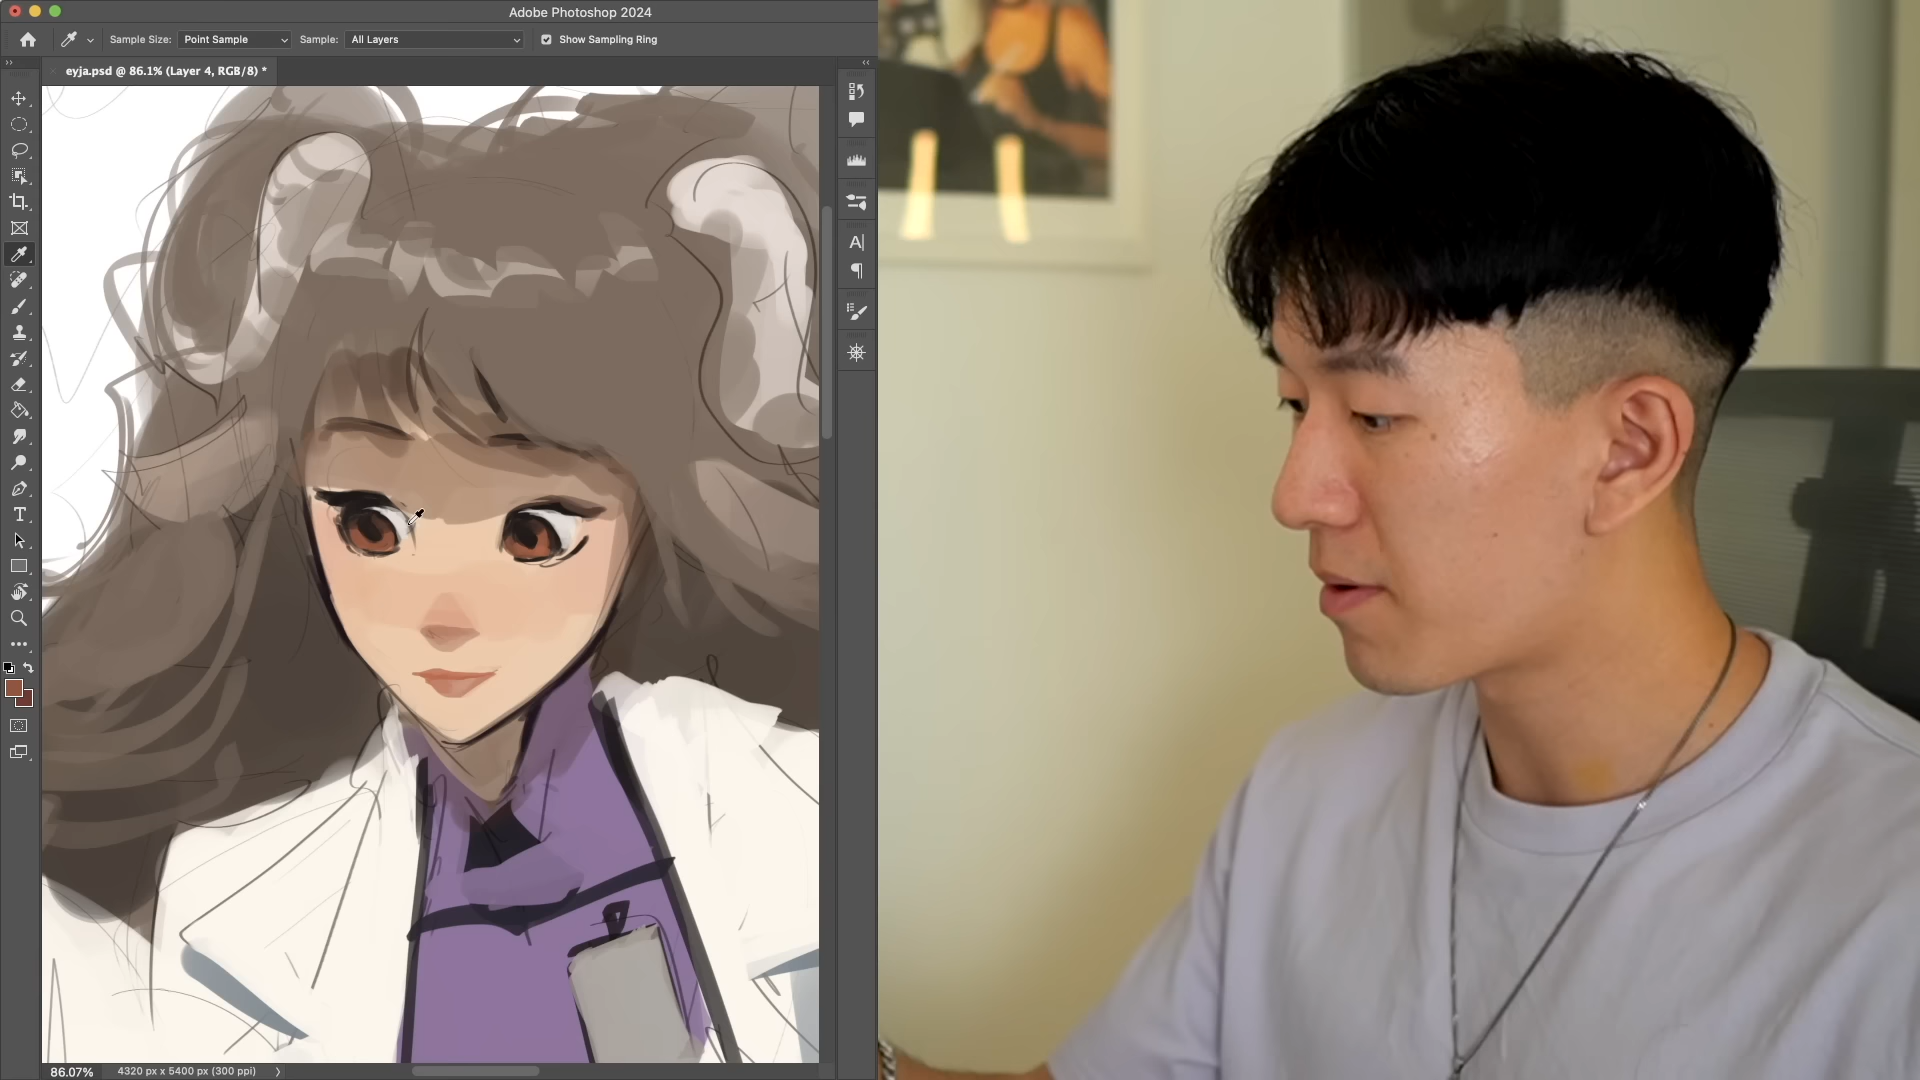 Adobe Photoshop 2024
Sample Size: Point Sample Sample: All Layers Show Sampling Ring
eyja.psd @ 86.1% (Layer 4, RGB/8) *
86.07% 4320 px x 5400 px (300 ppi)